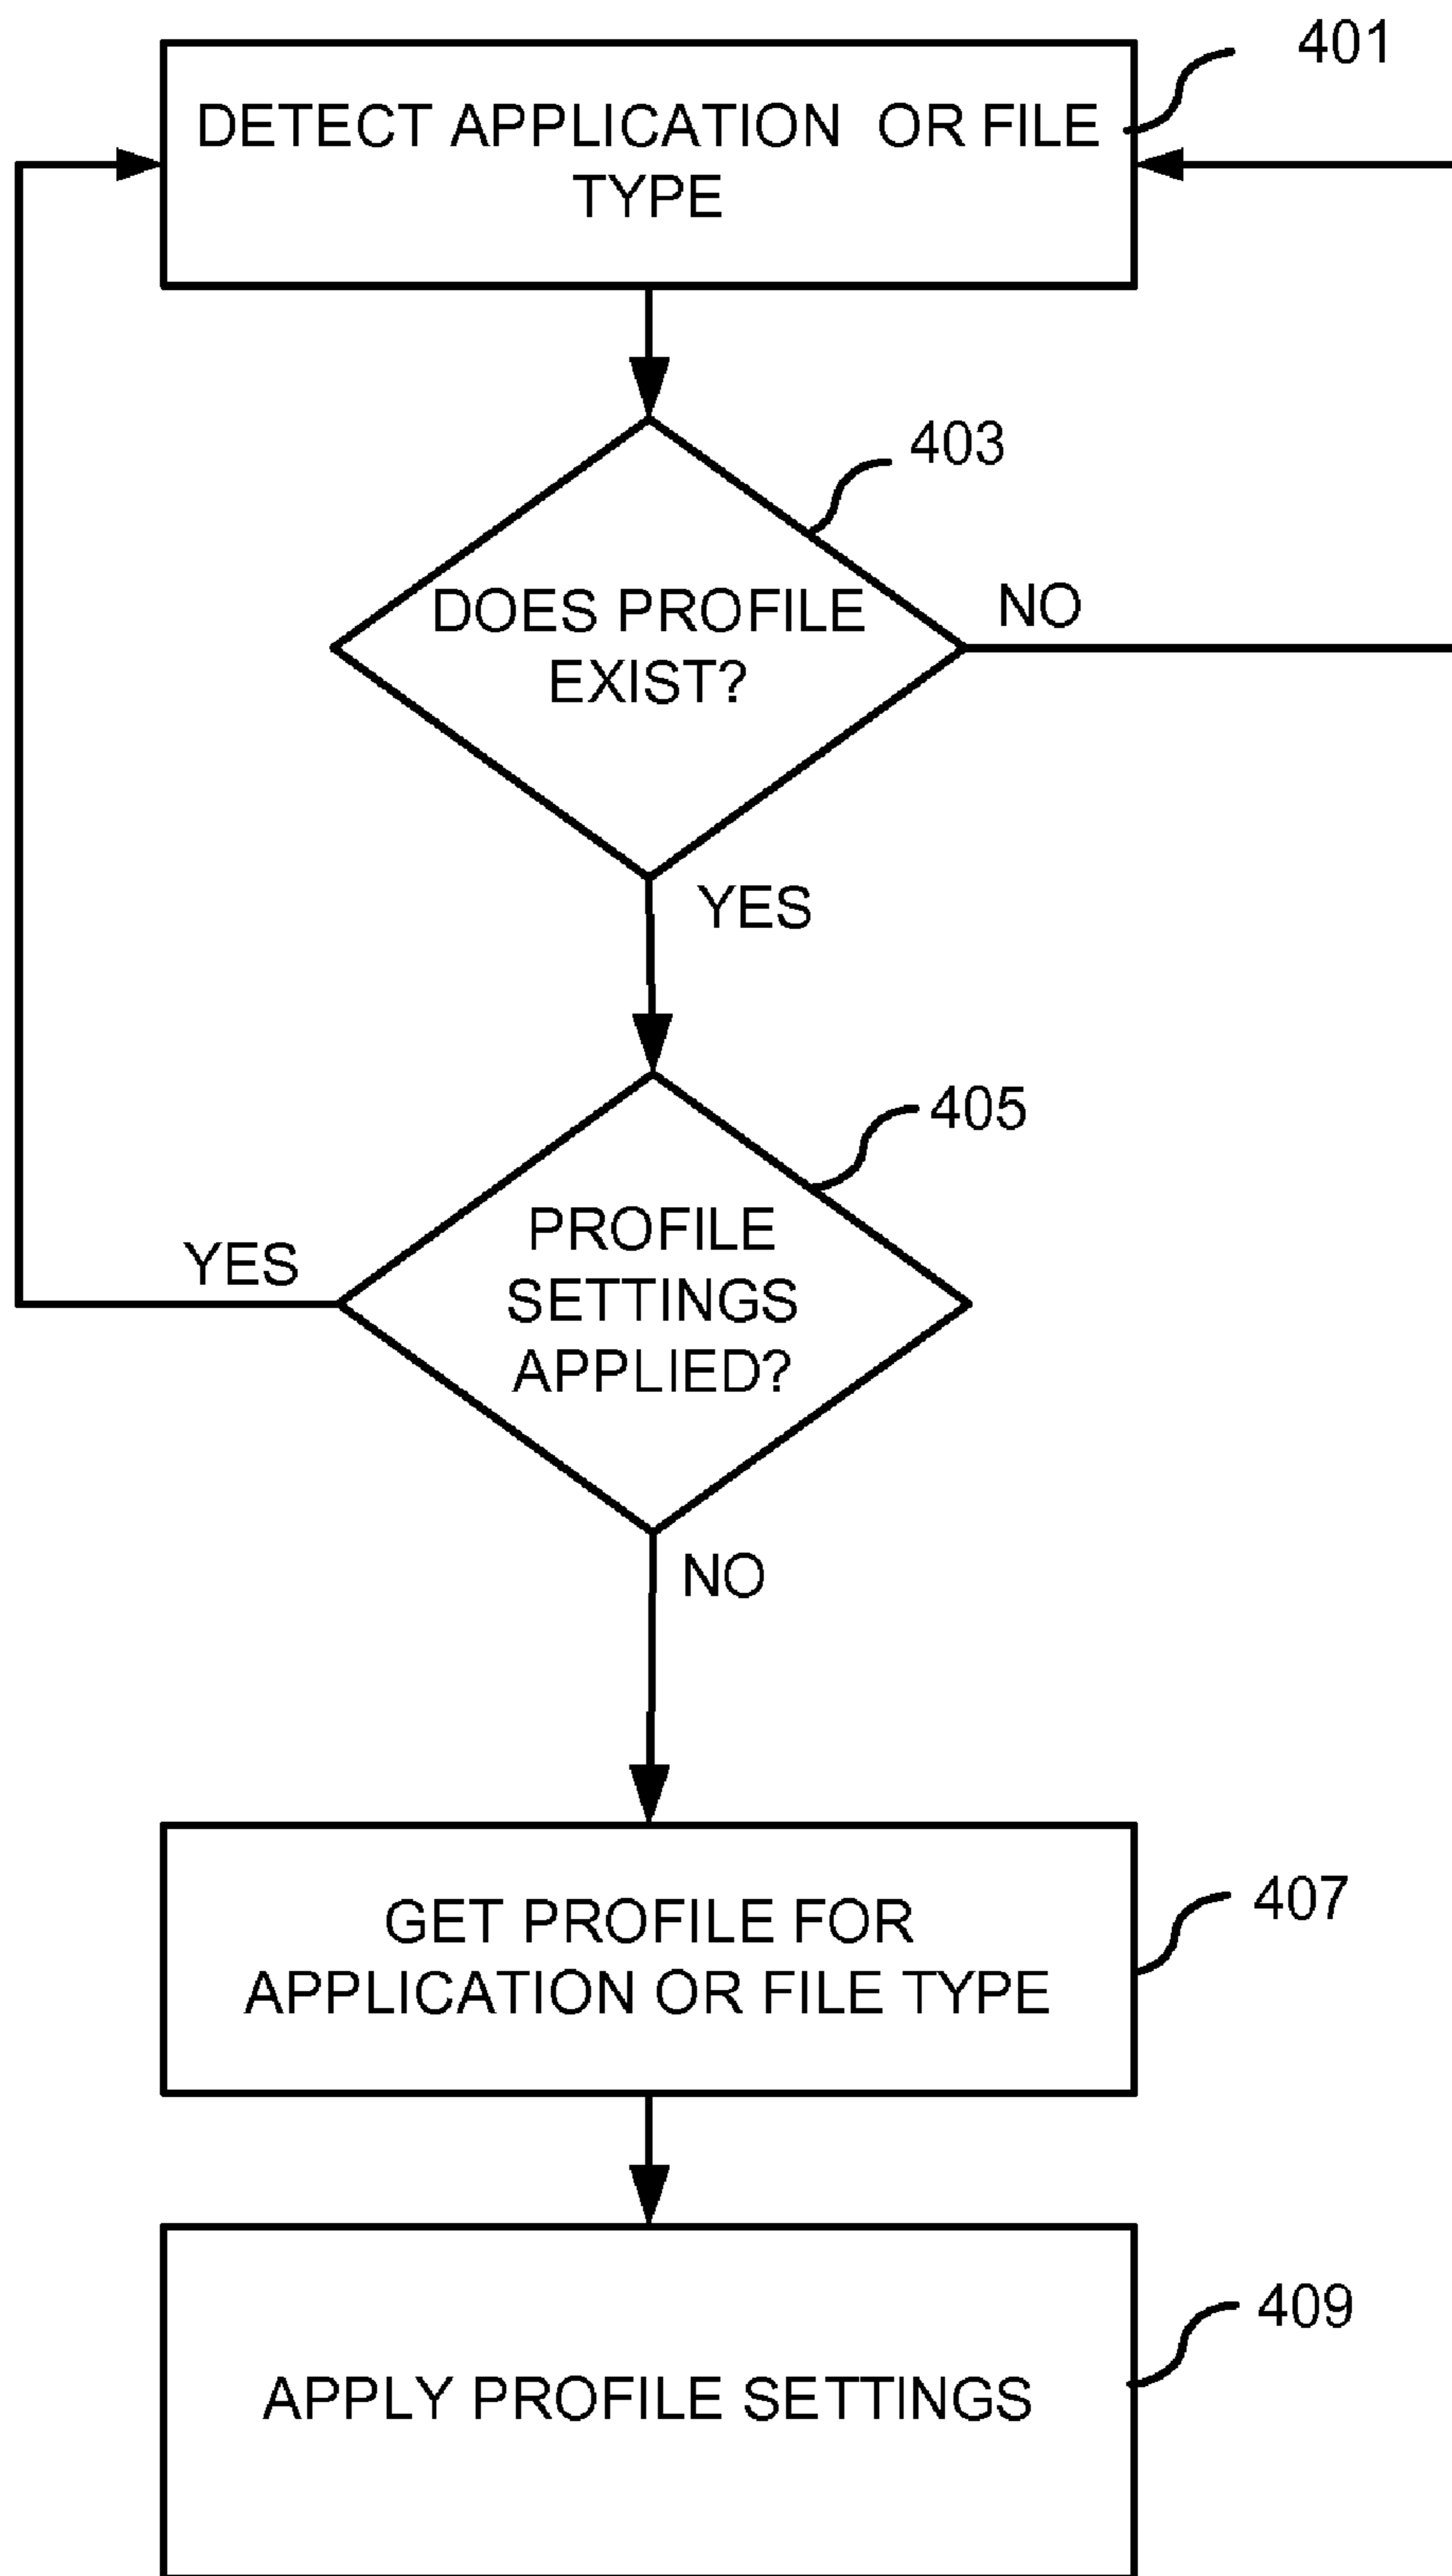 401
DETECT APPLICATION OR FILE
TYPE
403
DOES PROFILE
EXIST?
NO
YES
405
PROFILE
SETTINGS
APPLIED?
YES
NO
407
GET PROFILE FOR
APPLICATION OR FILE TYPE
409
APPLY PROFILE SETTINGS